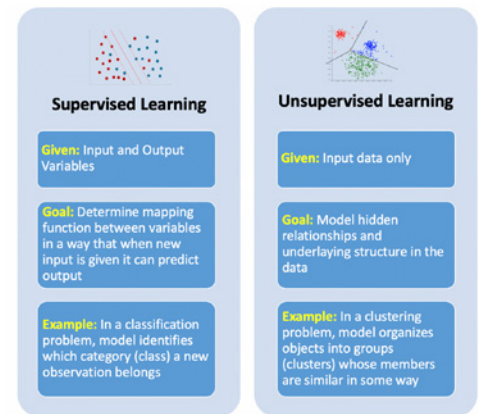 Supervised Learning
Given: Input and Output
Variables
Goal: Determine mapping
function between variables
in a way that when new
input is given it can predict
output
Example: In a classification
problem, model identifies
which category (class) a new
observation belongs
Unsupervised Learning
Given: Input data only
Goal: Model hidden
relationships and
underlaying structure in the
data
Example: In a clustering
problem, model organizes
objects into groups
(clusters) whose members
are similar in some way